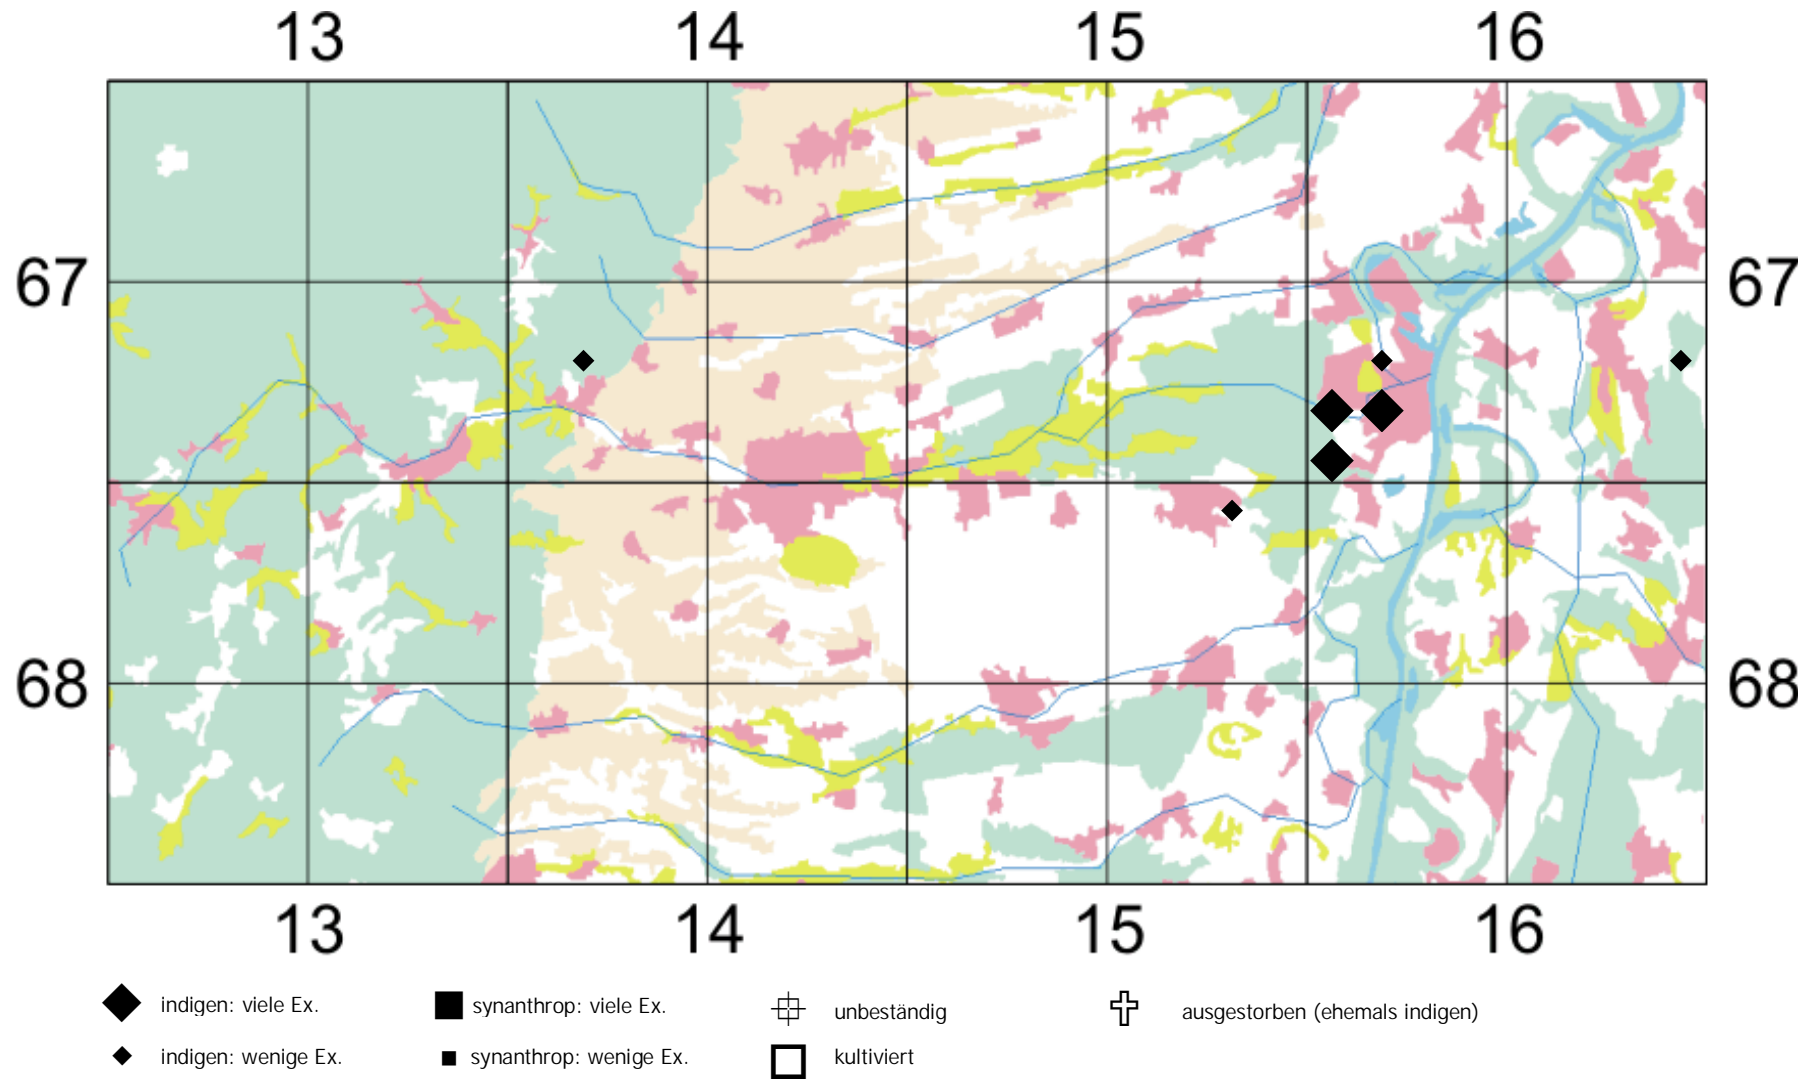 13 14 15 16
67 67
68 68
13 14 15 16
indigen: viele Ex. synanthrop: viele Ex. unbeständig ausgestorben (ehemals indigen)
indigen: wenige Ex. synanthrop: wenige Ex. kultiviert